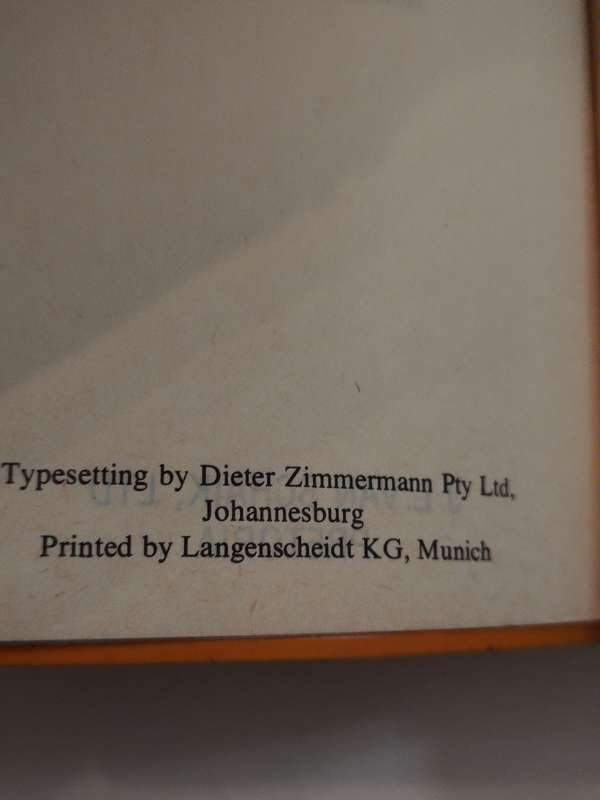 Typesetting by Dieter Zimmermann Pty Ltd,
Johannesburg
Printed by Langenscheidt KG, Munich